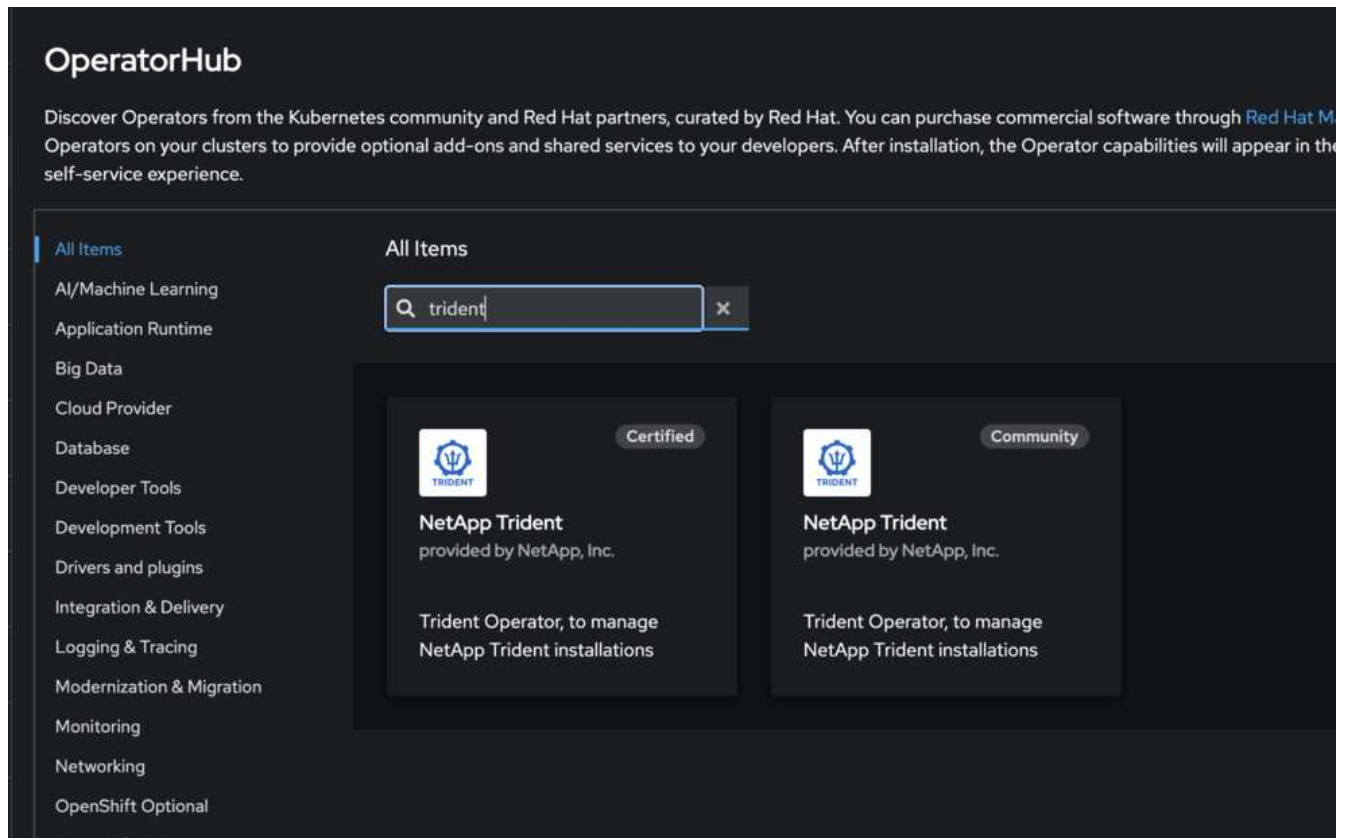 OperatorHub
Discover Operators from the Kubernetes community and Red Hat partners, curated by Red Hat. You can purchase commercial software through Red Hat
Operators on your clusters to provide optional add-ons and shared services to your developers. After installation, the Operator capabilities will appear in the
self-service experience.
All Items
AI/Machine Learning
Application Runtime
Big Data
Cloud Provider
Database
Developer Tools
Development Tools
Drivers and plugins
Integration & Delivery
Logging & Tracing
Modernization & Migration
Monitoring
Networking
OpenShift Optional
All Items
trident
Certified
TRIDENT
NetApp Trident
provided by NetApp, Inc.
Trident Operator, to manage
NetApp Trident installations
Community
TRIDENT
NetApp Trident
provided by NetApp, Inc.
Trident Operator, to manage
NetApp Trident installations